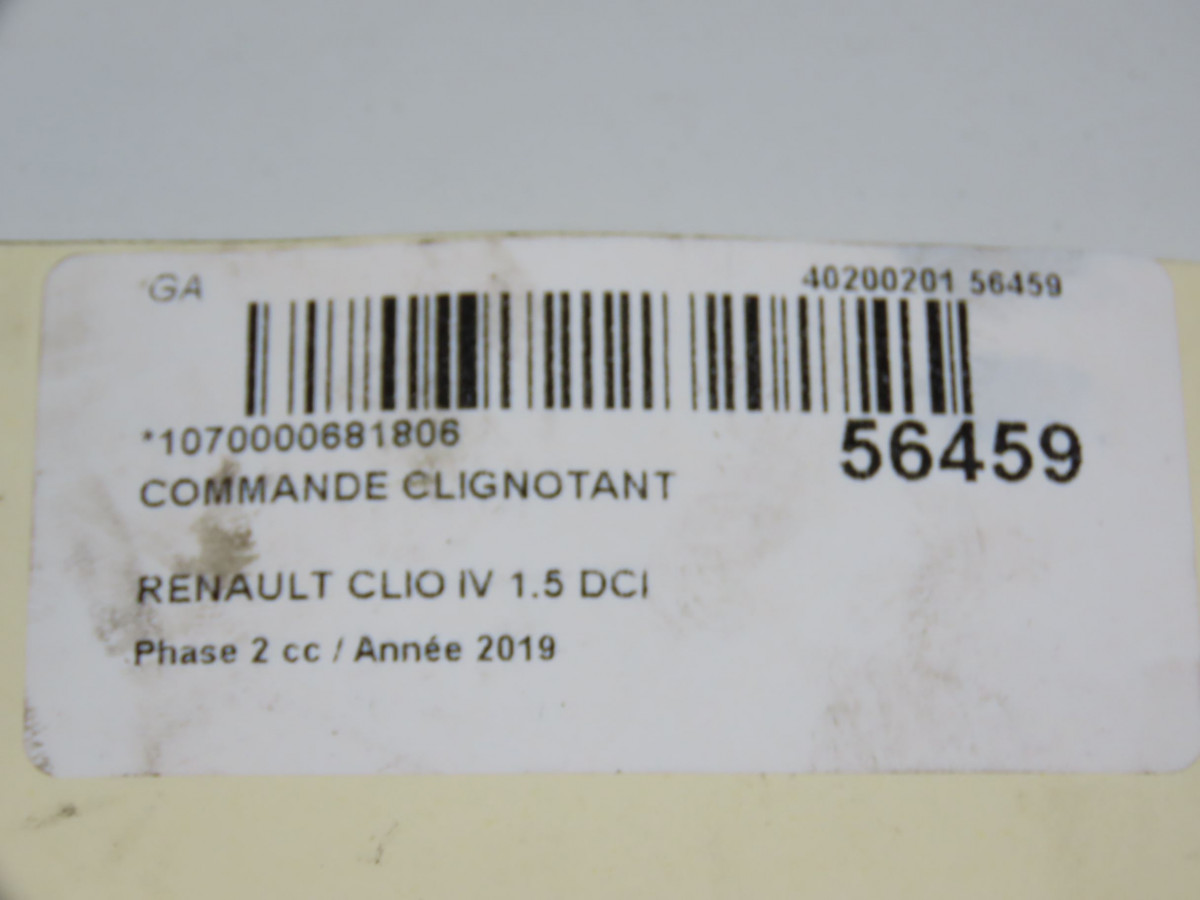 GA
40200201 56459
*1070000681806
56459
COMMANDE CLIGNOTANT
RENAULT CLIO IV 1.5 DCI
Phase 2 cc / Année 2019